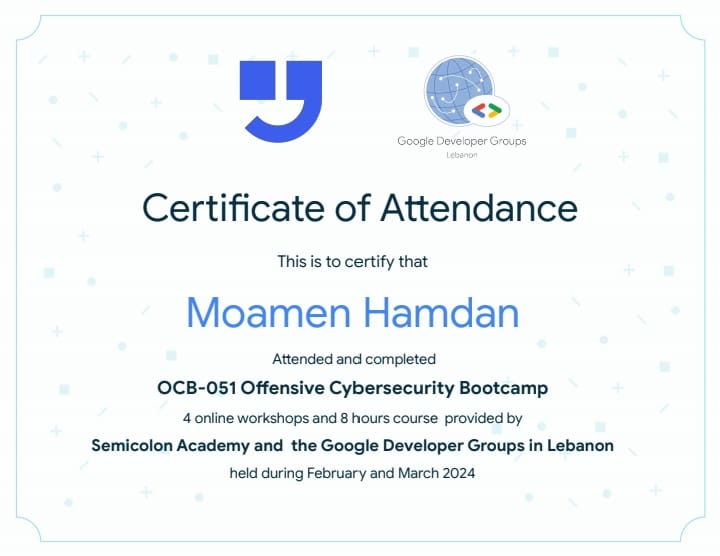 Google Developer Groups
Lebanon
Certificate of Attendance
This is to certify that
Moamen Hamdan
Attended and completed
OCB-051 Offensive Cybersecurity Bootcamp
4 online workshops and 8 hours course provided by
Semicolon Academy and the Google Developer Groups in Lebanon
held during February and March 2024